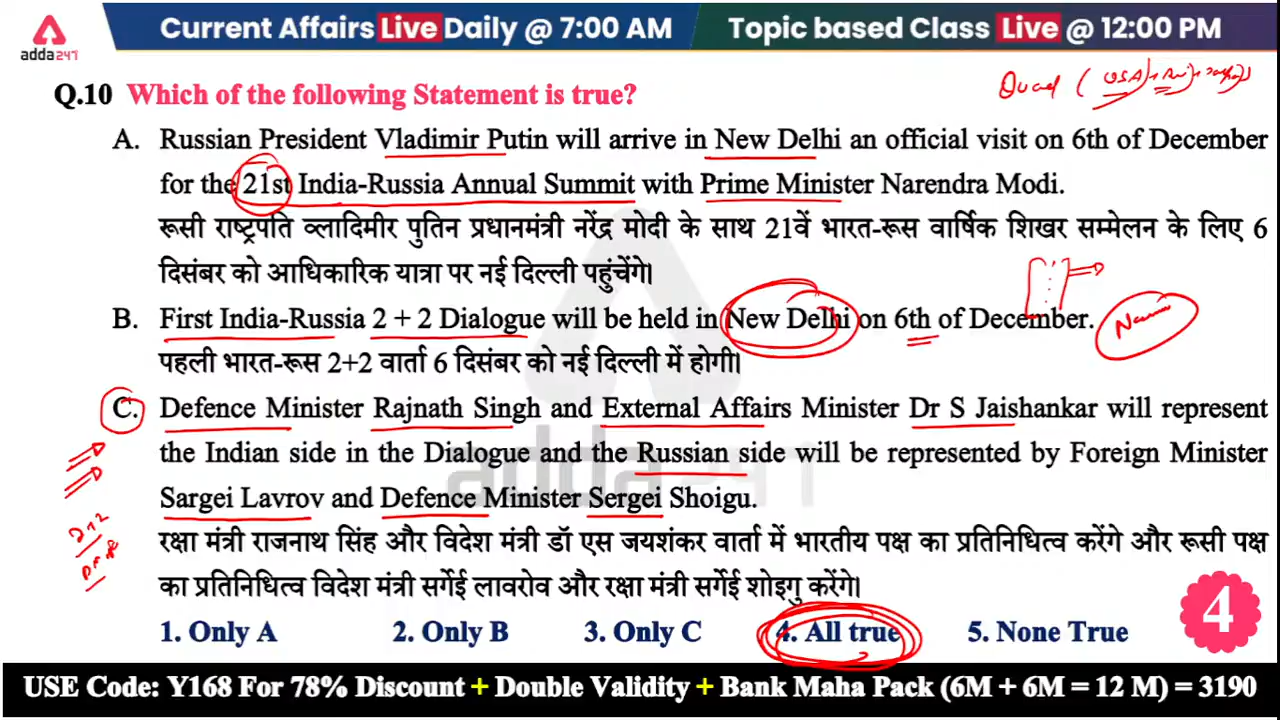 Current Affairs Live Daily @ 7:00 AM
Topic based Class Live @ 12:00 PM
adda247
Quad (USA)
Q.10 Which of the following Statement is true?
A. Russian President Vladimir Putin will arrive in New Delhi an official visit on 6th of December
for the 21st India-Russia Annual Summit with Prime Minister Narendra Modi.
रूसी राष्ट्रपति व्लादिमीर पुतिन प्रधानमंत्री नरेंद्र मोदी के साथ 21वें भारत-रूस वार्षिक शिखर सम्मेलन के लिए 6
दिसंबर को आधिकारिक यात्रा पर नई दिल्ली पहुंचेंगे।
B. First India-Russia 2 + 2 Dialogue will be held in New Delhi on 6th of December.
पहली भारत-रूस 2+2 वार्ता 6 दिसंबर को नई दिल्ली में होगी।
C. Defence Minister Rajnath Singh and External Affairs Minister Dr S Jaishankar will represent
the Indian side in the Dialogue and the Russian side will be represented by Foreign Minister
Sargei Lavrov and Defence Minister Sergei Shoigu.
2+2
रक्षा मंत्री राजनाथ सिंह और विदेश मंत्री डॉ एस जयशंकर वार्ता में भारतीय पक्ष का प्रतिनिधित्व करेंगे और रूसी पक्ष
का प्रतिनिधित्व विदेश मंत्री सर्गेई लावरोव और रक्षा मंत्री सर्गेई शोइगु करेंगे।
1. Only A 2. Only B 3. Only C 4. All true 5. None True
4
adda247
USE Code: Y168 For 78% Discount + Double Validity + Bank Maha Pack (6M + 6M = 12 M) = 3190